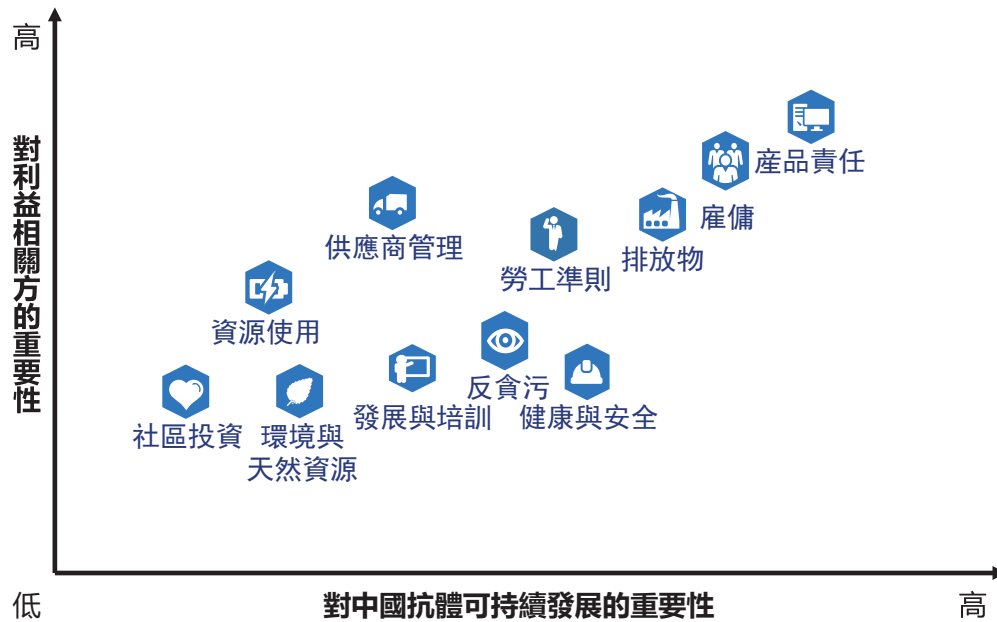 高
對利益相關方的重要性
産品責任
雇傭
供應商管理
排放物
勞工準則
資源使用
反貪污
發展與培訓
健康與安全
社區投資
環境與
天然資源
低
對中國抗體可持續發展的重要性
高